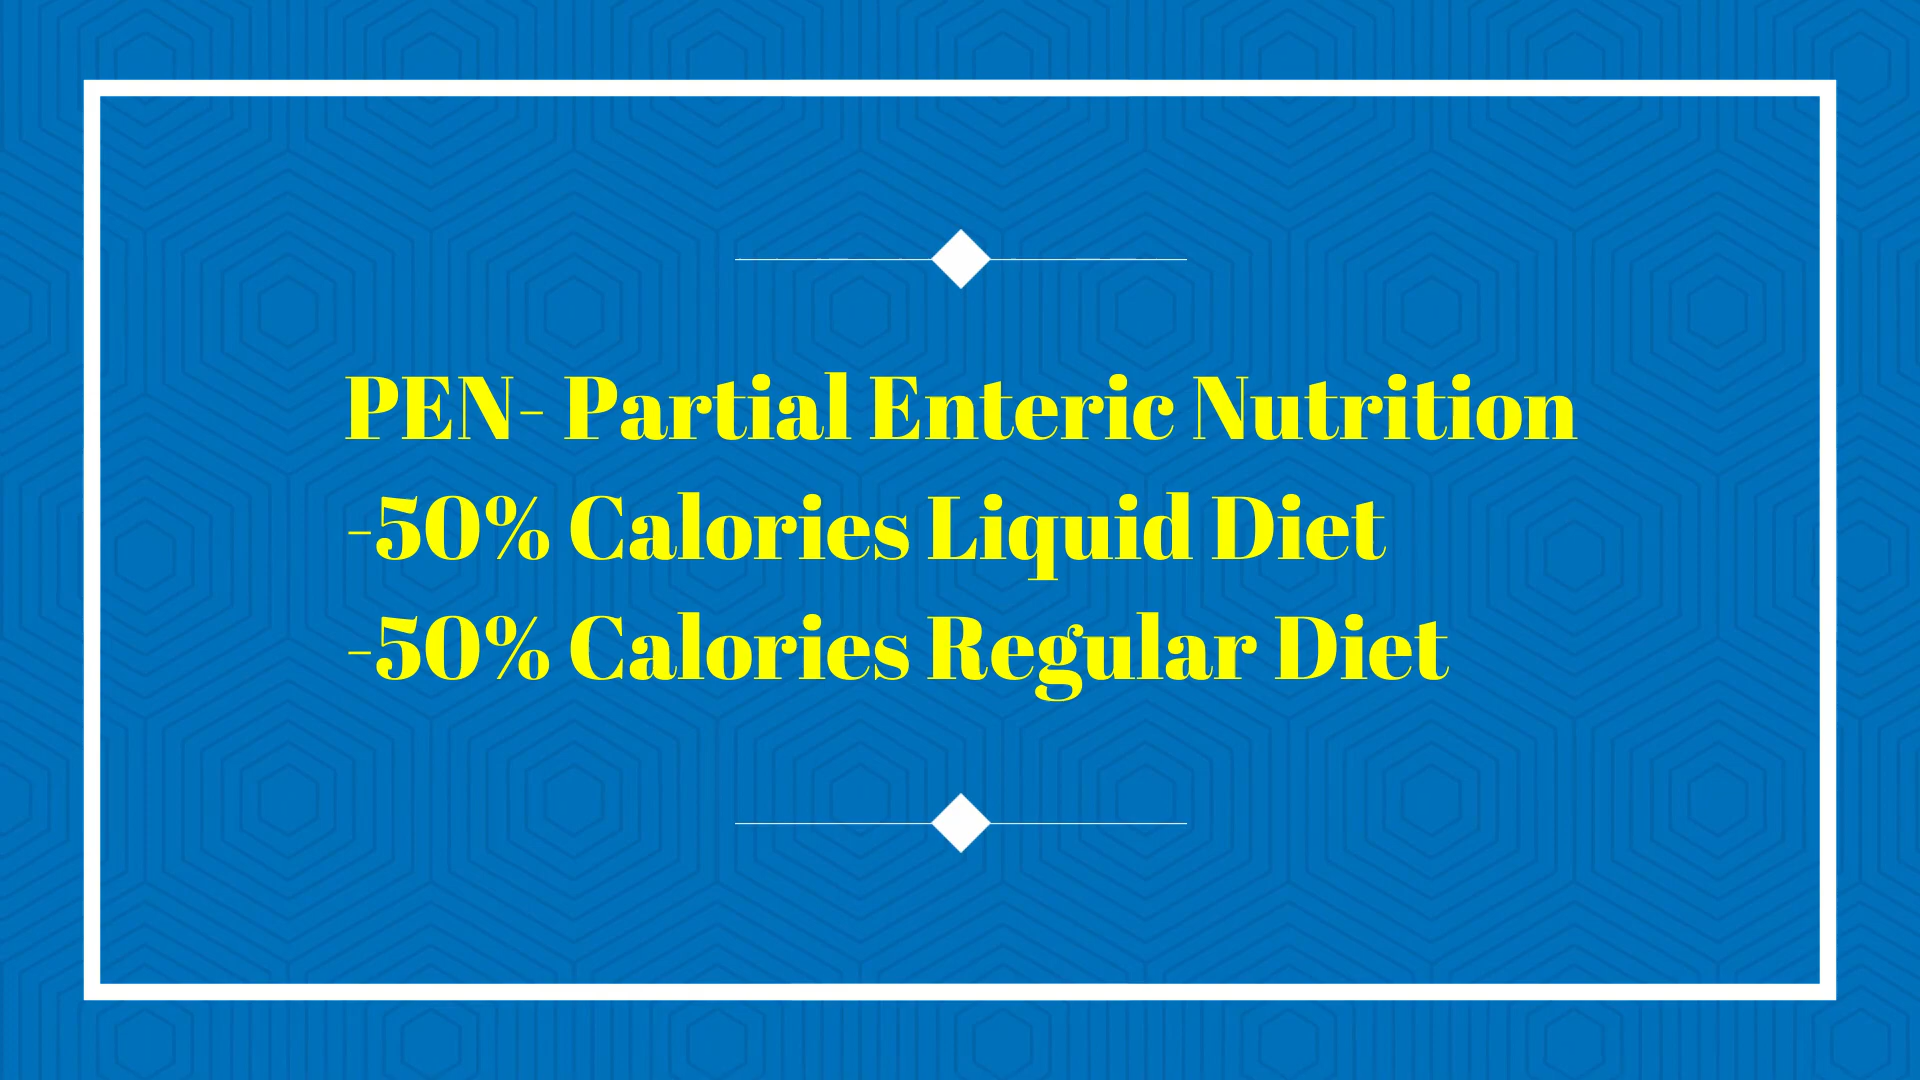 PEN- Partial Enteric Nutrition
-50% Calories Liquid Diet
-50% Calories Regular Diet